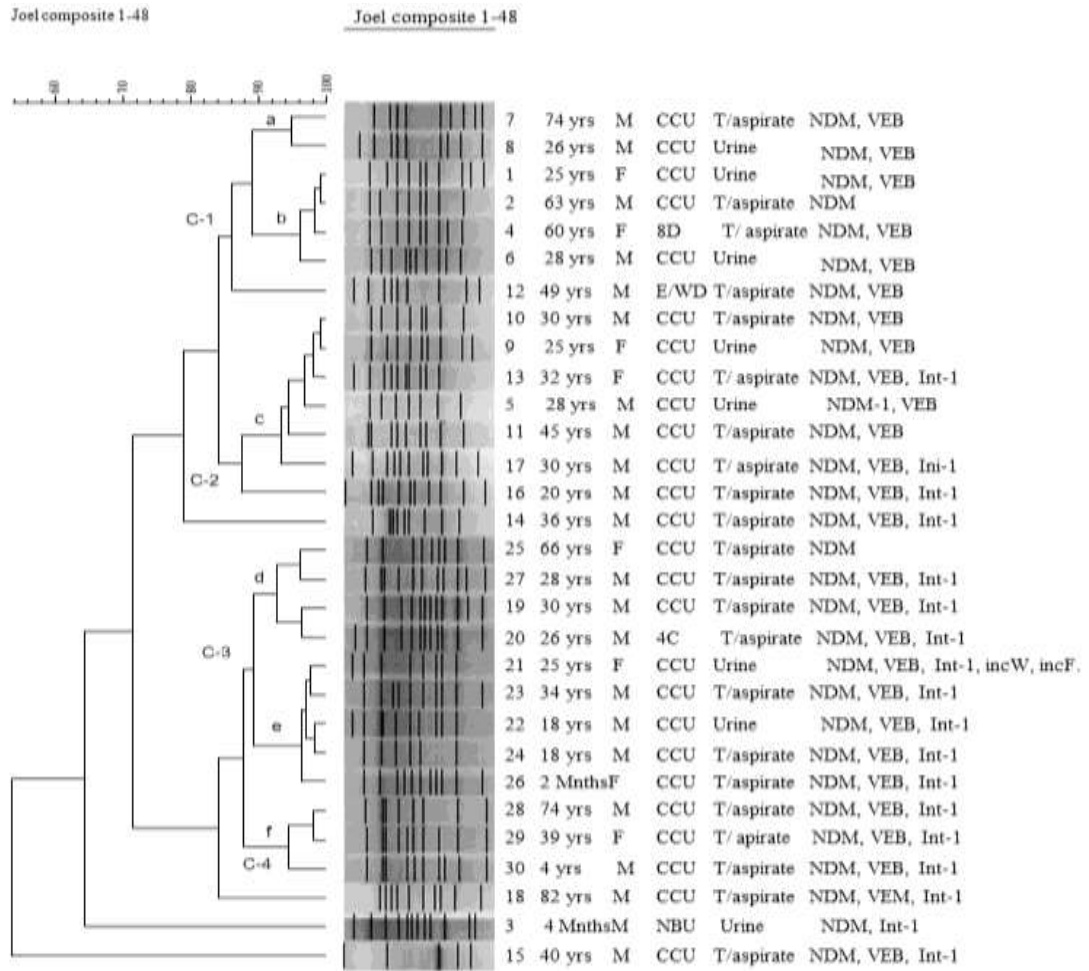 Joel composite 1-48 Joel composite 1-48
60 70 80 90 100
7 74 yrs M CCU T/aspirate NDM, VEB
a
8 26 yrs M CCU Urine NDM, VEB
1 25 yrs F CCU Urine NDM, VEB
2 63 yrs M CCU T/aspirate NDM
C-1 b
4 60 yrs F 8D T/ aspirate NDM, VEB
6 28 yrs M CCU Urine NDM, VEB
12 49 yrs M E/WD T/aspirate NDM, VEB
10 30 yrs M CCU T/aspirate NDM, VEB
9 25 yrs F CCU Urine NDM, VEB
13 32 yrs F CCU T/ aspirate NDM, VEB, Int-1
5 28 yrs M CCU Urine NDM-1, VEB
c
11 45 yrs M CCU T/aspirate NDM, VEB
17 30 yrs M CCU T/ aspirate NDM, VEB, Ini-1
C-2
16 20 yrs M CCU T/aspirate NDM, VEB, Int-1
14 36 yrs M CCU T/aspirate NDM, VEB, Int-1
25 66 yrs F CCU T/aspirate NDM
d
27 28 yrs M CCU T/aspirate NDM, VEB, Int-1
19 30 yrs M CCU T/aspirate NDM, VEB, Int-1
20 26 yrs M 4C T/aspirate NDM, VEB, Int-1
C-3
21 25 yrs F CCU Urine NDM, VEB, Int-1, incW, incF.
23 34 yrs M CCU T/aspirate NDM, VEB, Int-1
22 18 yrs M CCU Urine NDM, VEB, Int-1
e
24 18 yrs M CCU T/aspirate NDM, VEB, Int-1
26 2 MnthsF CCU T/aspirate NDM, VEB, Int-1
28 74 yrs M CCU T/aspirate NDM, VEB, Int-1
f
29 39 yrs F CCU T/ apirate NDM, VEB, Int-1
C-4
30 4 yrs M CCU T/aspirate NDM, VEB, Int-1
18 82 yrs M CCU T/aspirate NDM, VEM, Int-1
3 4 MnthsM NBU Urine NDM, Int-1
15 40 yrs M CCU T/aspirate NDM, VEB, Int-1